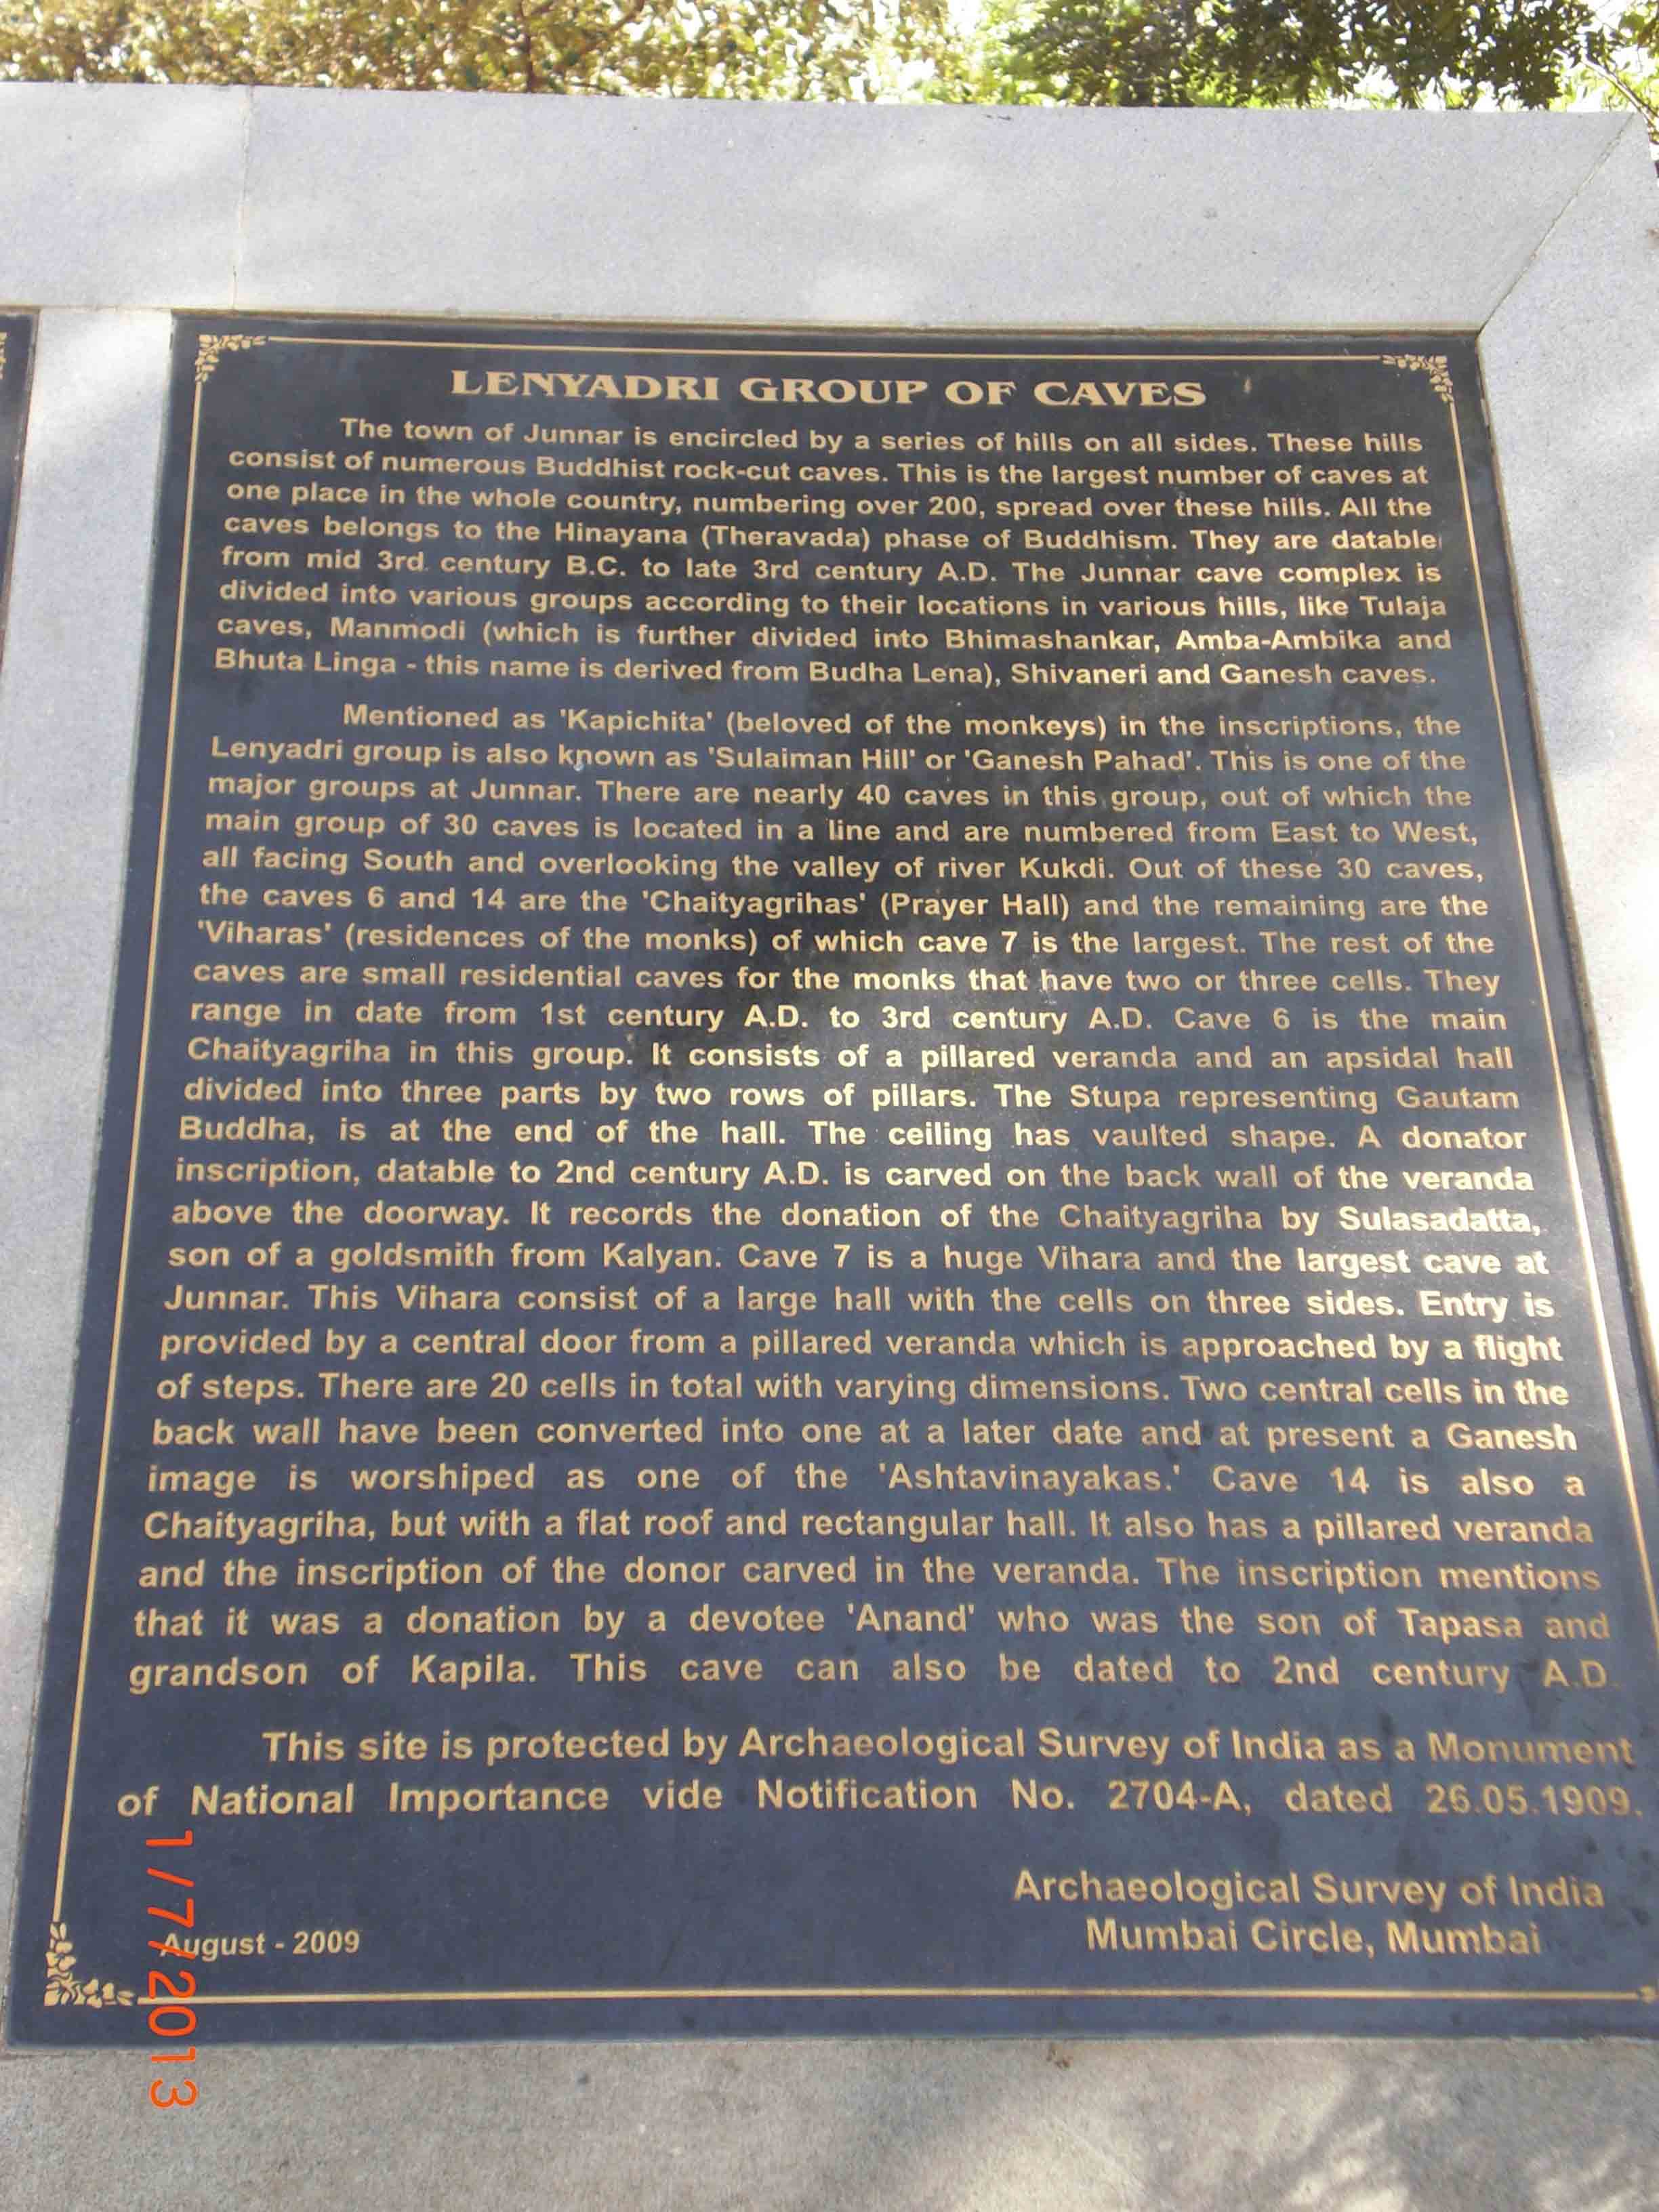 LENYADRI GROUP OF CAVES
The town of Junnar is encircled by a series of hills on all sides. These hills
consist of numerous Buddhist rock-cut caves. This is the largest number of caves at
one place in the whole country, numbering over 200, spread over these hills. All the
caves belongs to the Hinayana (Theravada) phase of Buddhism. They are datable
from mid 3rd century B.C. to late 3rd century A.D. The Junnar cave complex is
divided into various groups according to their locations in various hills, like Tulaja
caves, Manmodi (which is further divided into Bhimashankar, Amba-Ambika and
Bhuta Linga - this name is derived from Budha Lena), Shivaneri and Ganesh caves.
Mentioned as 'Kapichita' (beloved of the monkeys) in the inscriptions, the
Lenyadri group is also known as 'Sulaiman Hill' or 'Ganesh Pahad'. This is one of the
major groups at Junnar. There are nearly 40 caves in this group, out of which the
main group of 30 caves is located in a line and are numbered from East to West,
all facing South and overlooking the valley of river Kukdi. Out of these 30 caves,
the caves 6 and 14 are the 'Chaityagrihas' (Prayer Hall) and the remaining are the
'Viharas' (residences of the monks) of which cave 7 is the largest. The rest of the
caves are small residential caves for the monks that have two or three cells. They
range in date from 1st century A.D. to 3rd century A.D. Cave 6 is the main
Chaityagriha in this group. It consists of a pillared veranda and an apsidal hall
divided into three parts by two rows of pillars. The Stupa representing Gautam
Buddha, is at the end of the hall. The ceiling has vaulted shape. A donator
inscription, datable to 2nd century A.D. is carved on the back wall of the veranda
above the doorway. It records the donation of the Chaityagriha by Sulasadatta,
son of a goldsmith from Kalyan. Cave 7 is a huge Vihara and the largest cave at
Junnar. This Vihara consist of a large hall with the cells on three sides. Entry is
provided by a central door from a pillared veranda which is approached by a flight
of steps. There are 20 cells in total with varying dimensions. Two central cells in the
back wall have been converted into one at a later date and at present a Ganesh
image is worshiped as one of the 'Ashtavinayakas.' Cave 14 is also a
Chaityagriha, but with a flat roof and rectangular hall. It also has a pillared veranda
and the inscription of the donor carved in the veranda. The inscription mentions
that it was a donation by a devotee 'Anand' who was the son of Tapasa and
grandson of Kapila. This cave can also be dated to 2nd century A.D.
This site is protected by Archaeological Survey of India as a Monument
of National Importance vide Notification No. 2704-A, dated 26.05.1909.
Archaeological Survey of India
Mumbai Circle, Mumbai
August - 2009
1/7/2013